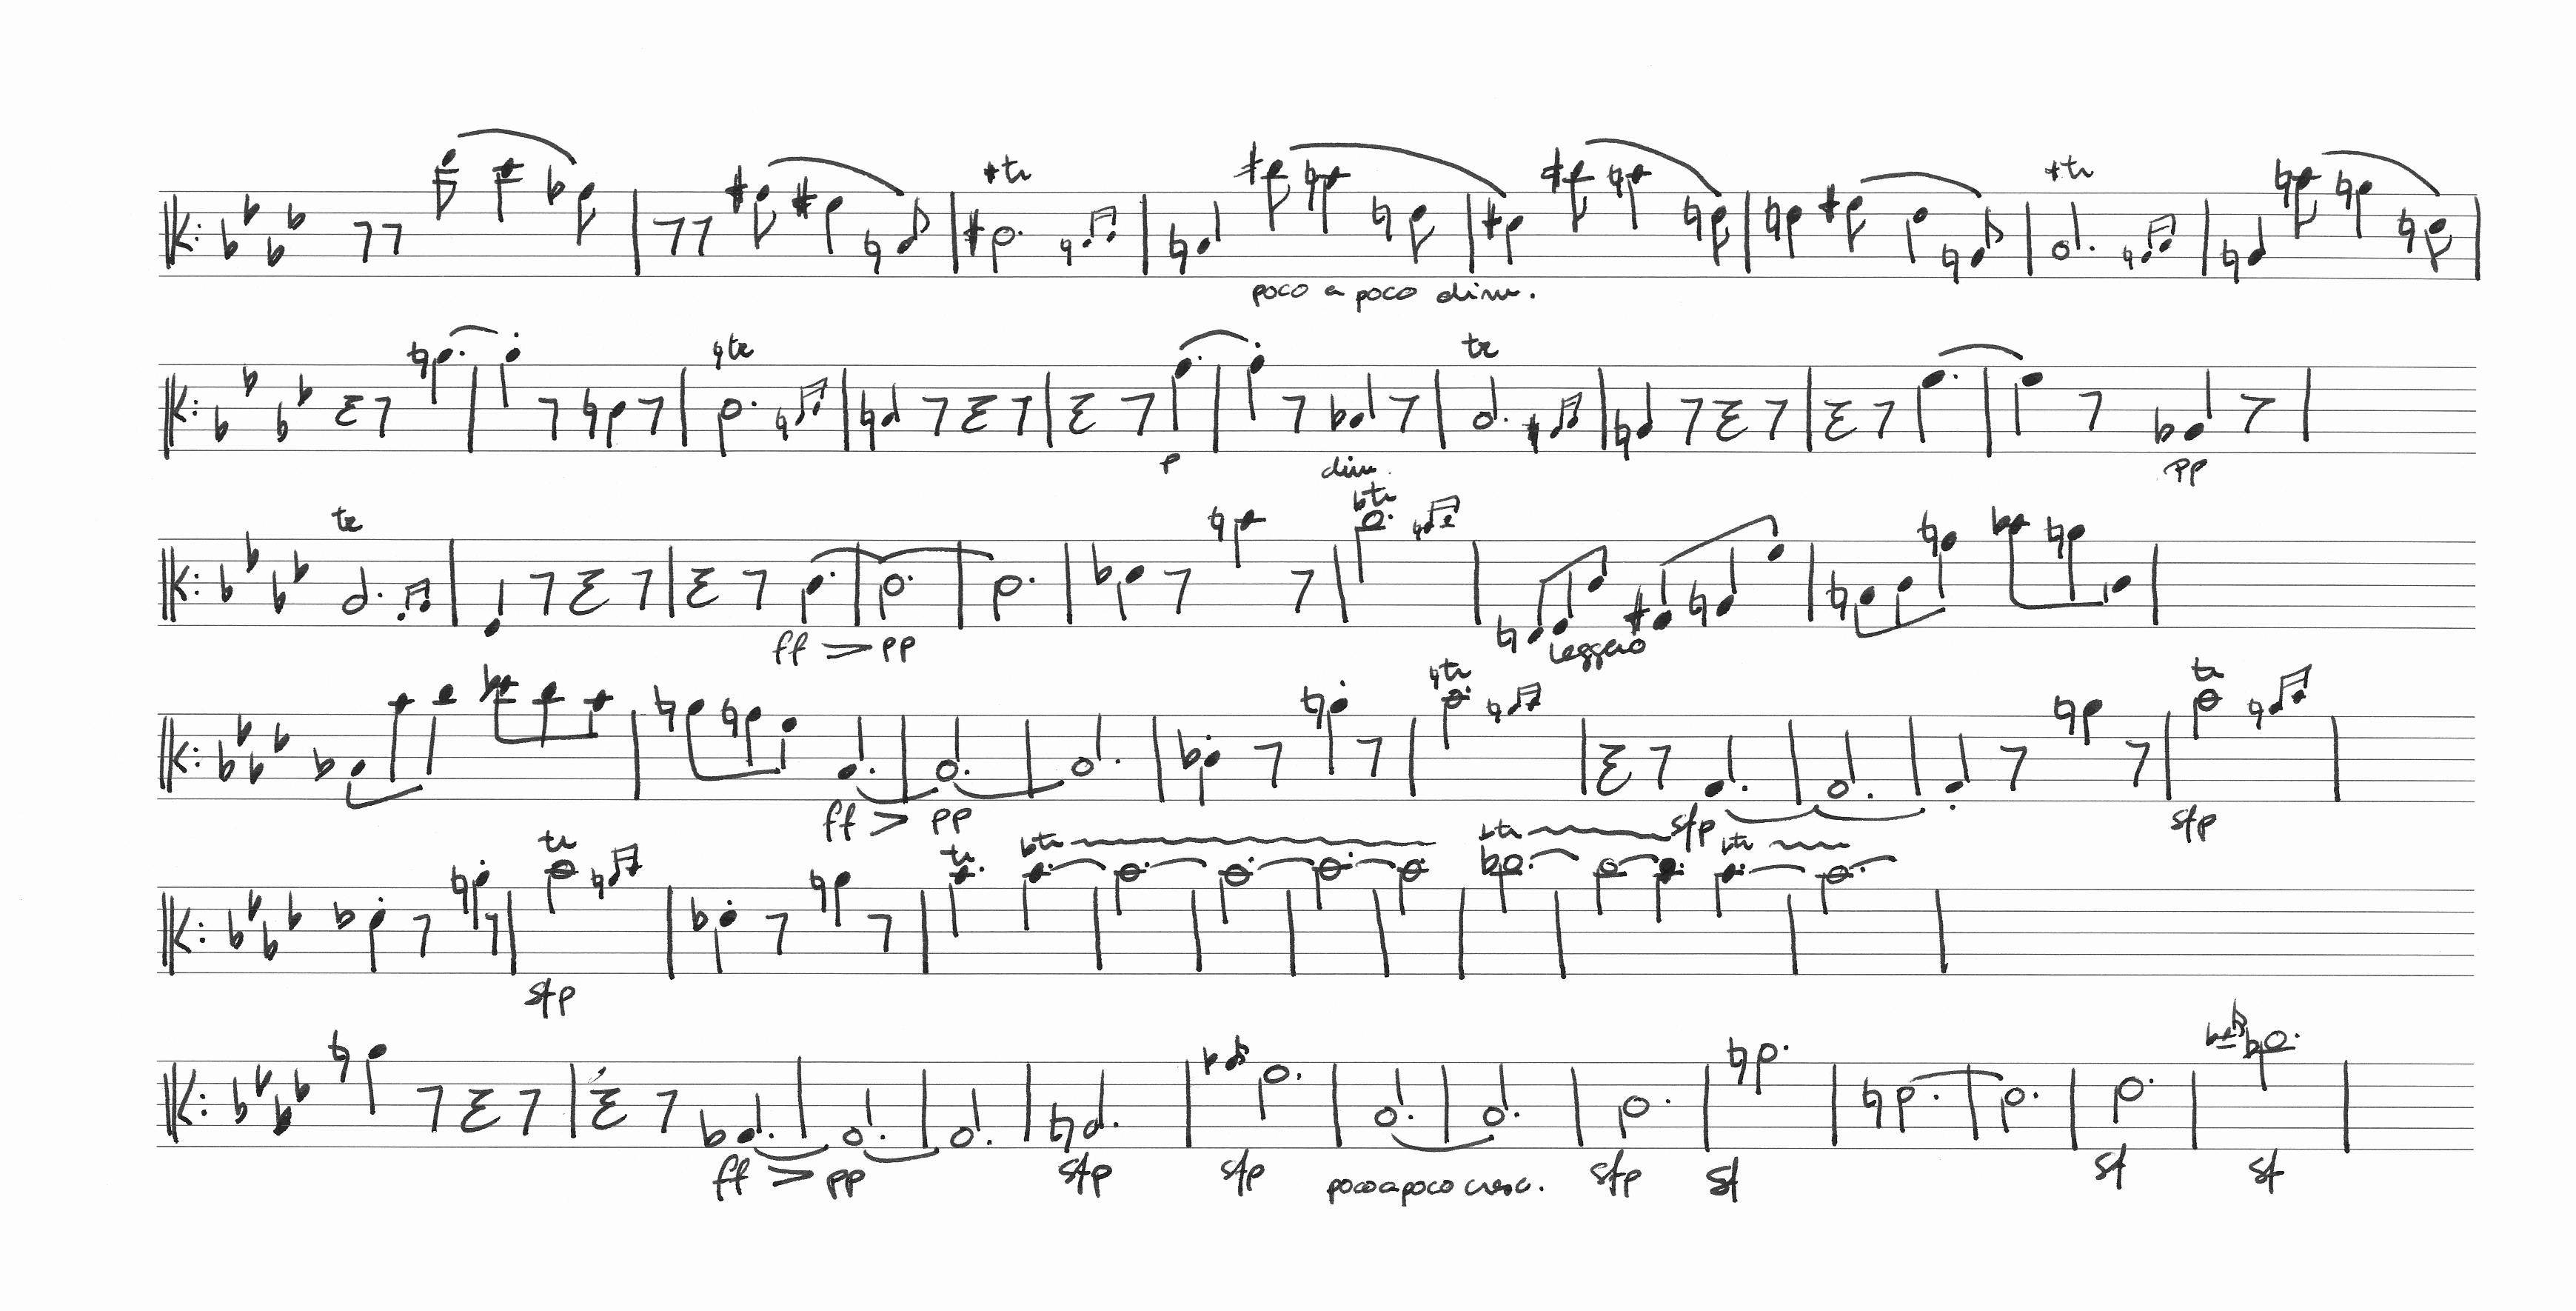 tr
poco a poco dim.
tr
tr
tr
p
dim.
pp
tr
tr
ff pp
leggero
tr
tr
ff pp
sfp
sfp
tr
tr
tr
tr
tr
sfp
ff pp
sfp
sfp
poco a poco cresc.
sfp
sf
sf
sf